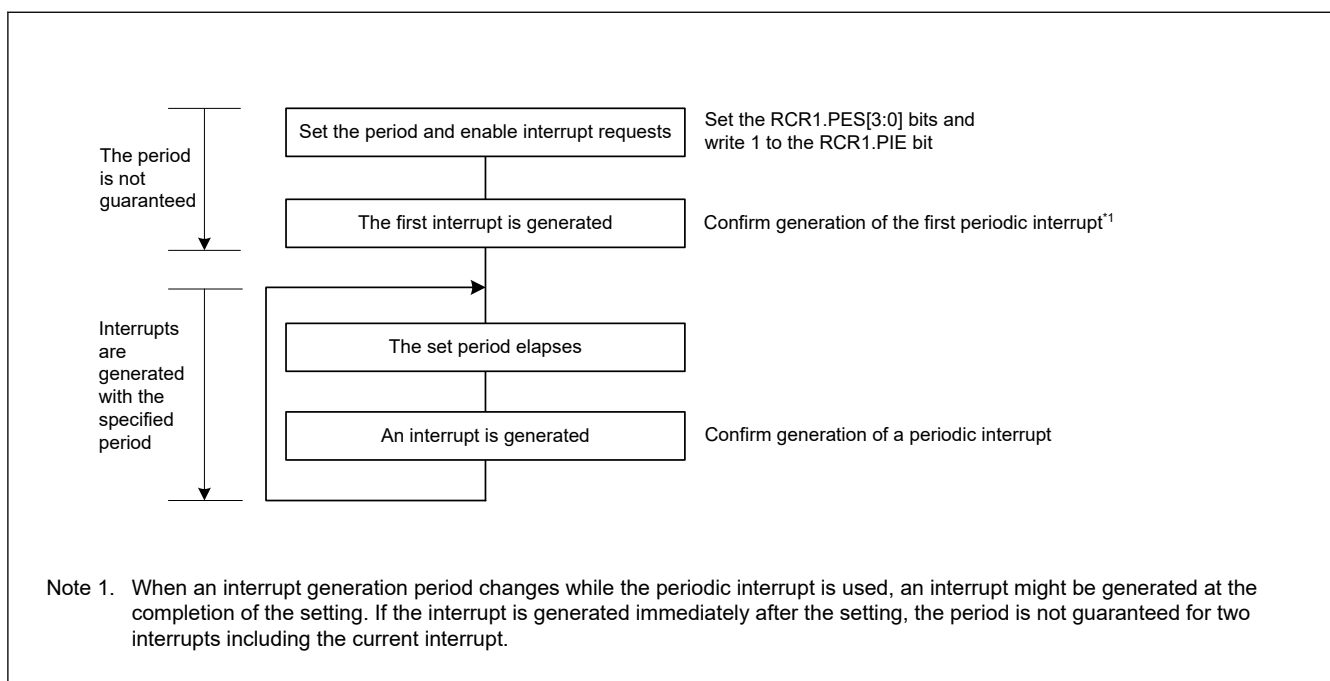 Set the period and enable interrupt requests
Set the RCR1.PES[3:0] bits and
write 1 to the RCR1.PIE bit
The period
is not
guaranteed
The first interrupt is generated
Confirm generation of the first periodic interrupt*1
Interrupts
are
generated
with the
specified
period
The set period elapses
An interrupt is generated
Confirm generation of a periodic interrupt
Note 1. When an interrupt generation period changes while the periodic interrupt is used, an interrupt might be generated at the
completion of the setting. If the interrupt is generated immediately after the setting, the period is not guaranteed for two
interrupts including the current interrupt.